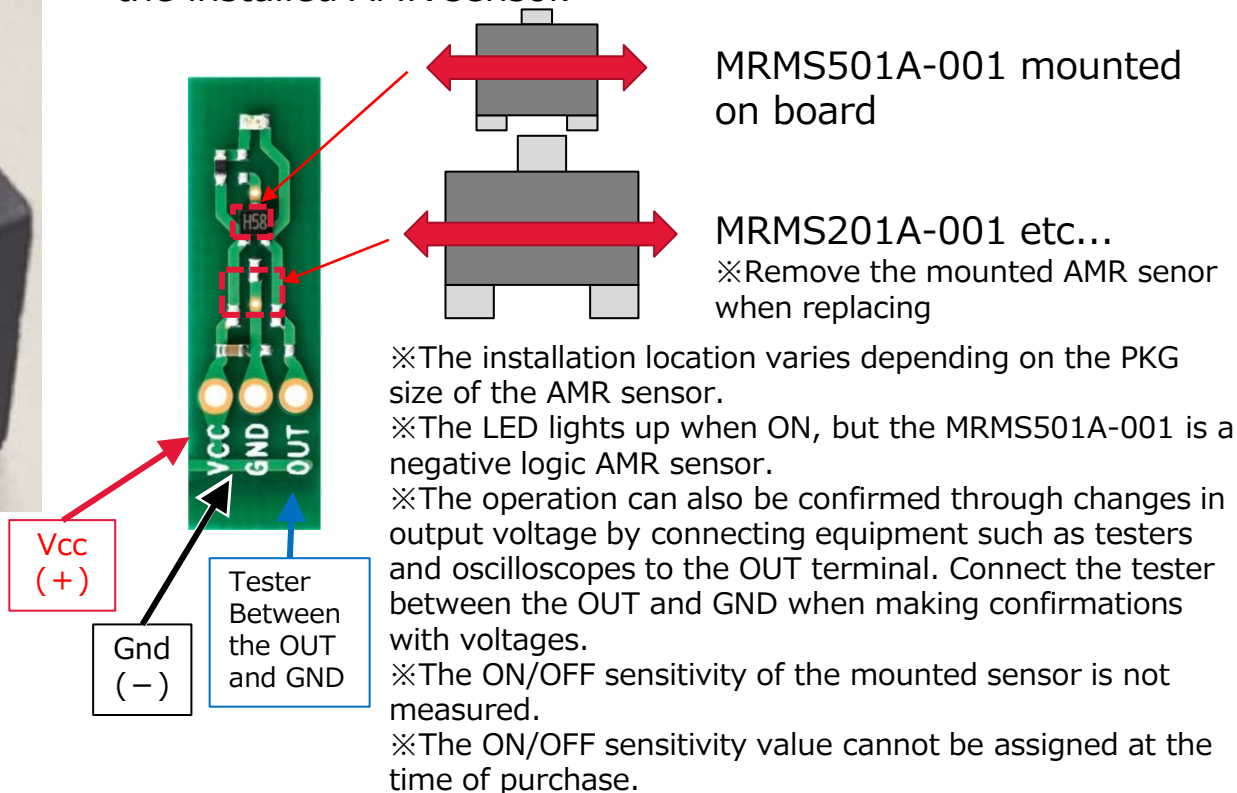 MRMS501A-001 mounted
on board
H58
MRMS201A-001 etc...
※Remove the mounted AMR senor
when replacing
※The installation location varies depending on the PKG
size of the AMR sensor.
※The LED lights up when ON, but the MRMS501A-001 is a
negative logic AMR sensor.
※The operation can also be confirmed through changes in
output voltage by connecting equipment such as testers
and oscilloscopes to the OUT terminal. Connect the tester
between the OUT and GND when making confirmations
with voltages.
※The ON/OFF sensitivity of the mounted sensor is not
measured.
※The ON/OFF sensitivity value cannot be assigned at the
time of purchase.
VCC
GND
OUT
Vcc
(+)
Gnd
(−)
Tester
Between
the OUT
and GND